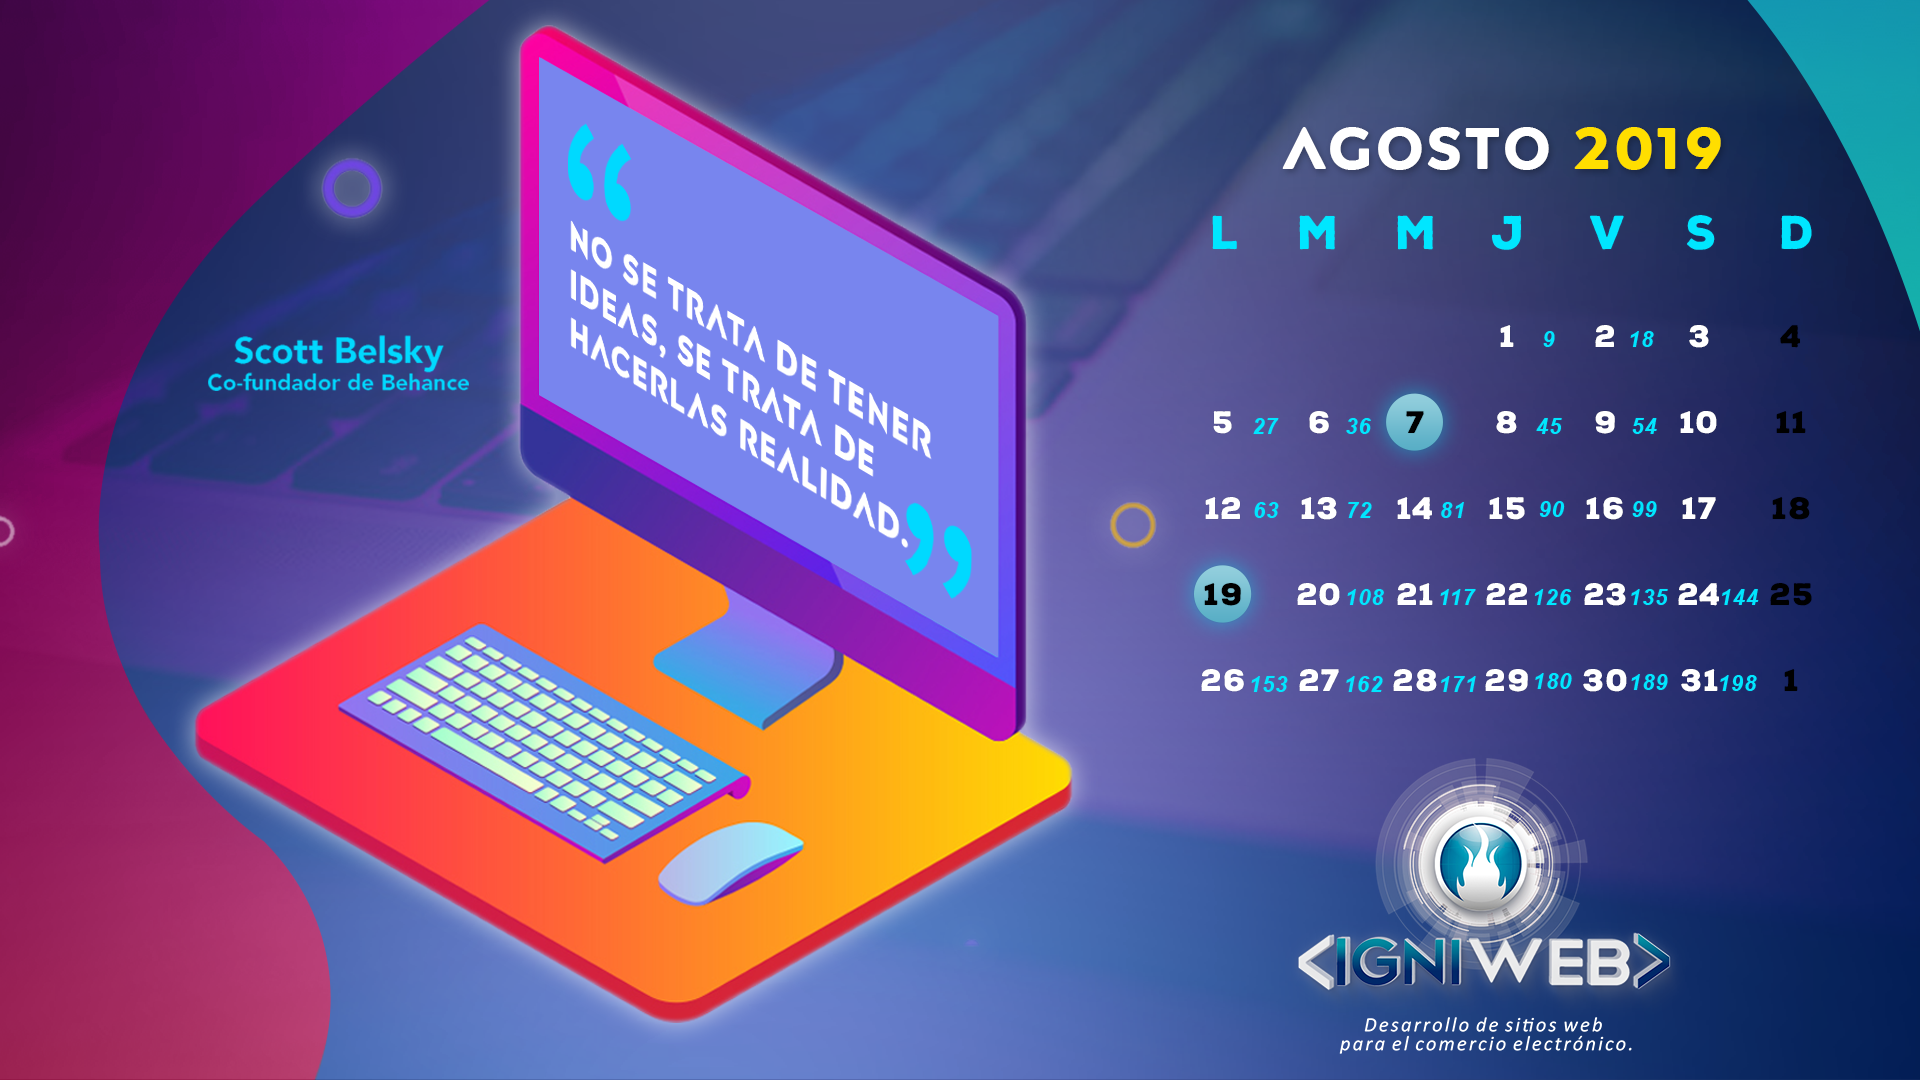 AGOSTO 2019
L M M J V S D
1 9 2 18 3 4
5 27 6 36 7 8 45 9 54 10 11
12 63 13 72 14 81 15 90 16 99 17 18
19 20 108 21 117 22 126 23 135 24 144 25
26 153 27 162 28 171 29 180 30 189 31 198 1
“
NO SE TRATA DE TENER
IDEAS, SE TRATA DE
HACERLAS REALIDAD.”
Scott Belsky
Co-fundador de Behance
<IGNIWEB>
Desarrollo de sitios web
para el comercio electrónico.